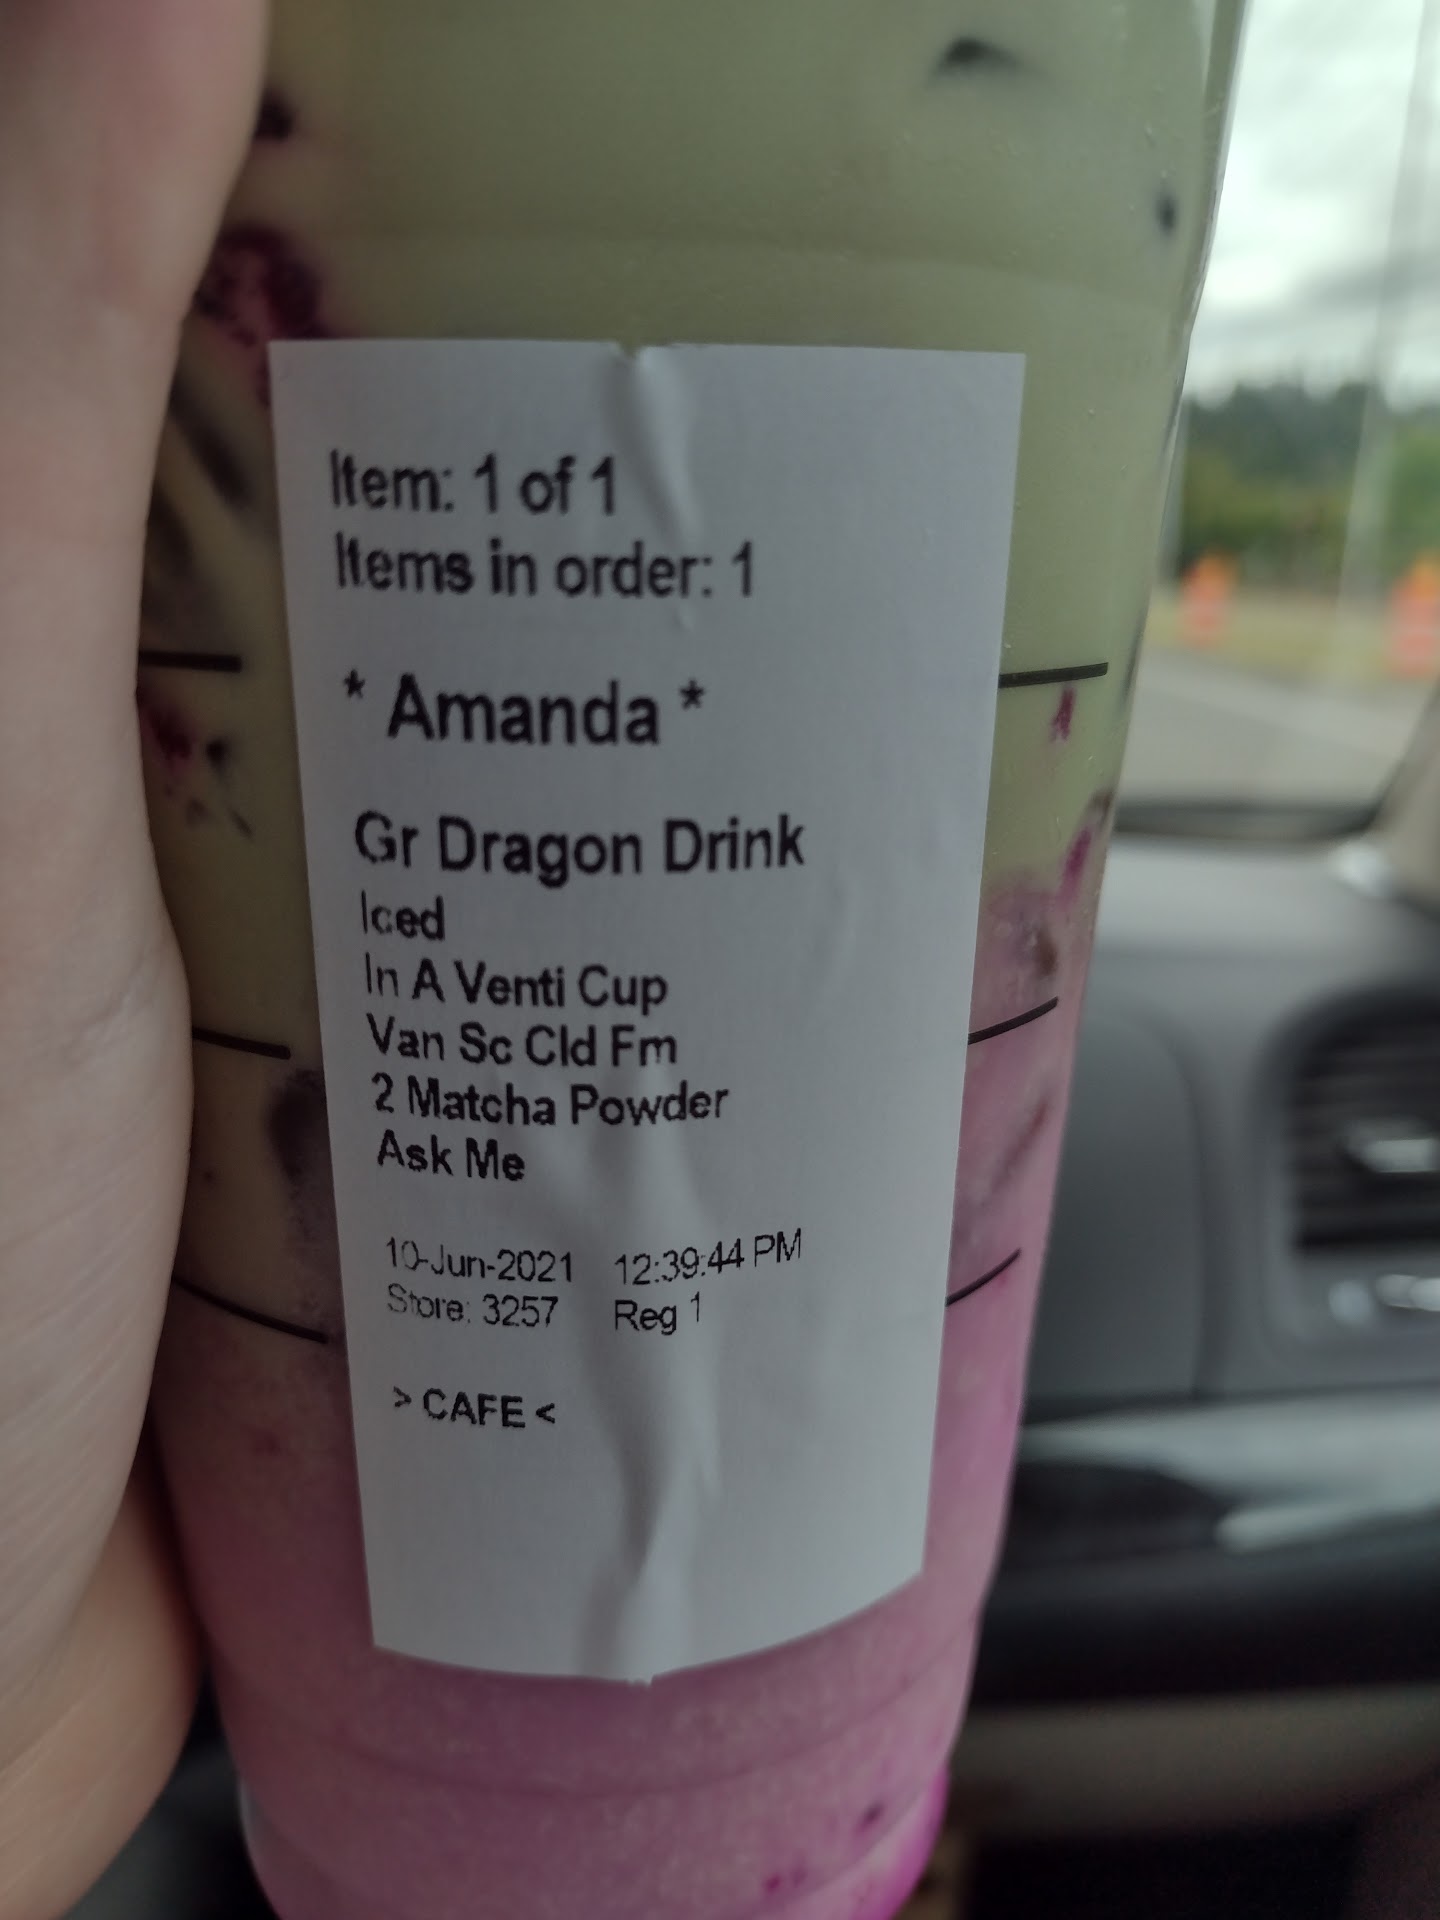 Item: 1 of 1
Items in order: 1
* Amanda *
Gr Dragon Drink
Iced
In A Venti Cup
Van Sc Cld Fm
2 Matcha Powder
Ask Me
10-Jun-2021 12:39:44 PM
Store: 3257 Reg 1
> CAFE <